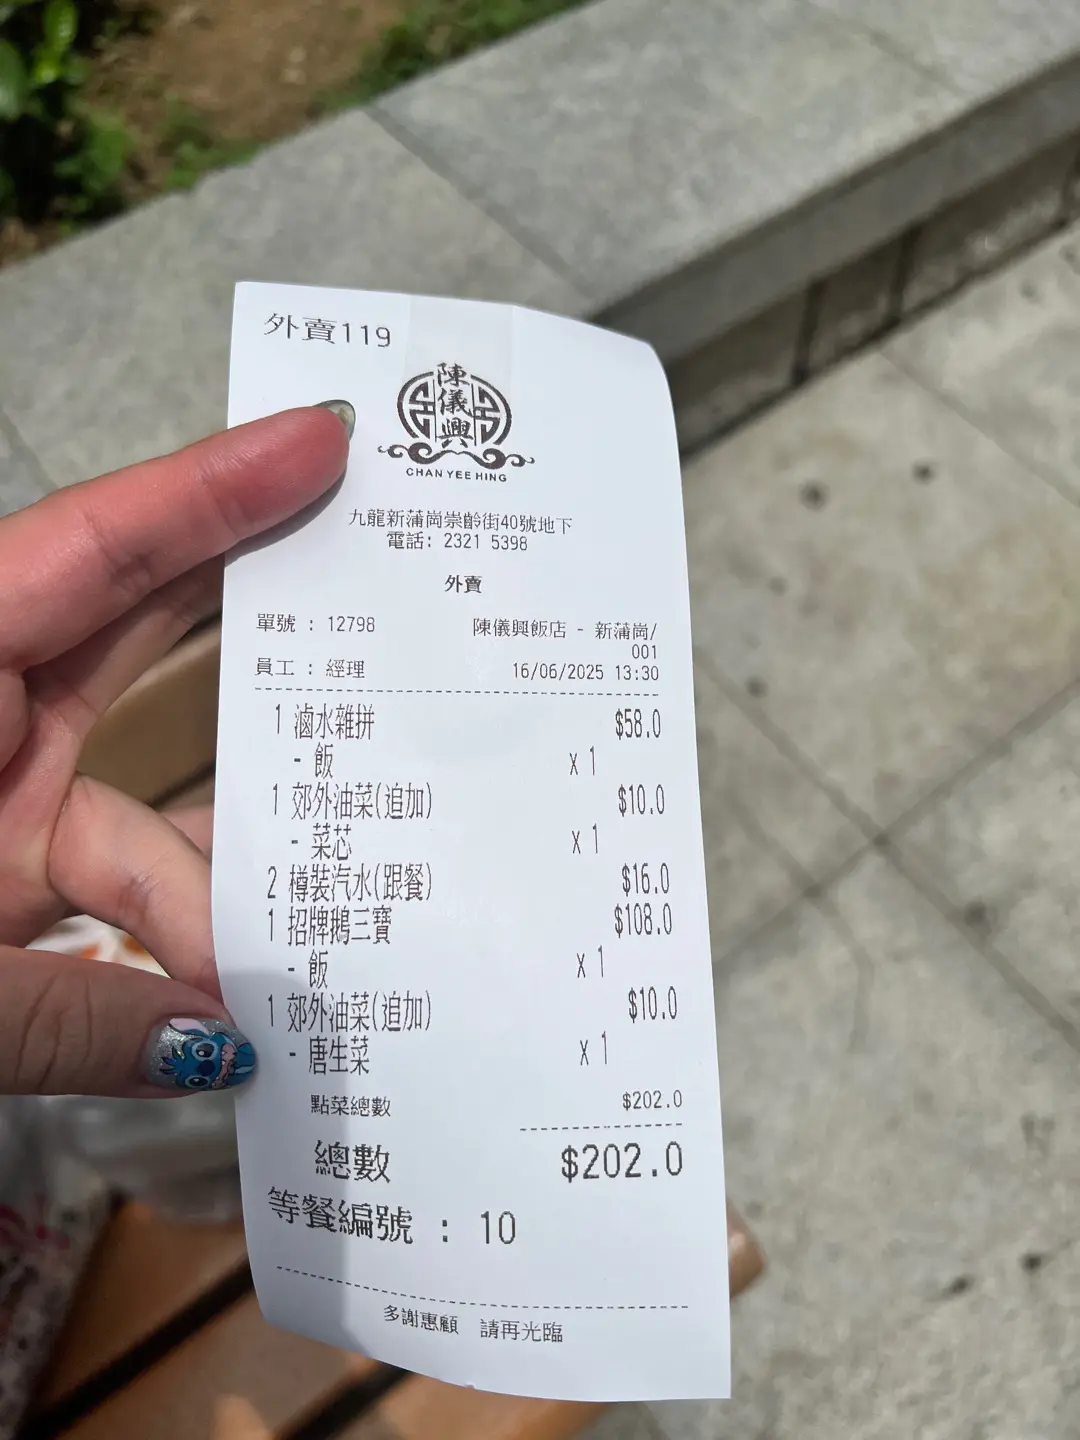 外賣119
陳儀興
CHAN YEE HING
九龍新蒲崗崇齡街40號地下
電話: 2321 5398
外賣
單號 : 12798 陳儀興飯店 - 新蒲崗/
001
員工 : 經理 16/06/2025 13:30
1 滷水雜拼 $58.0
- 飯 x 1
1 郊外油菜(追加) $10.0
- 菜芯 x 1
2 樽裝汽水(跟餐) $16.0
1 招牌鵝三寶 $108.0
- 飯 x 1
1 郊外油菜(追加) $10.0
- 唐生菜 x 1
點菜總數 $202.0
總數 $202.0
等餐編號 : 10
多謝惠顧 請再光臨